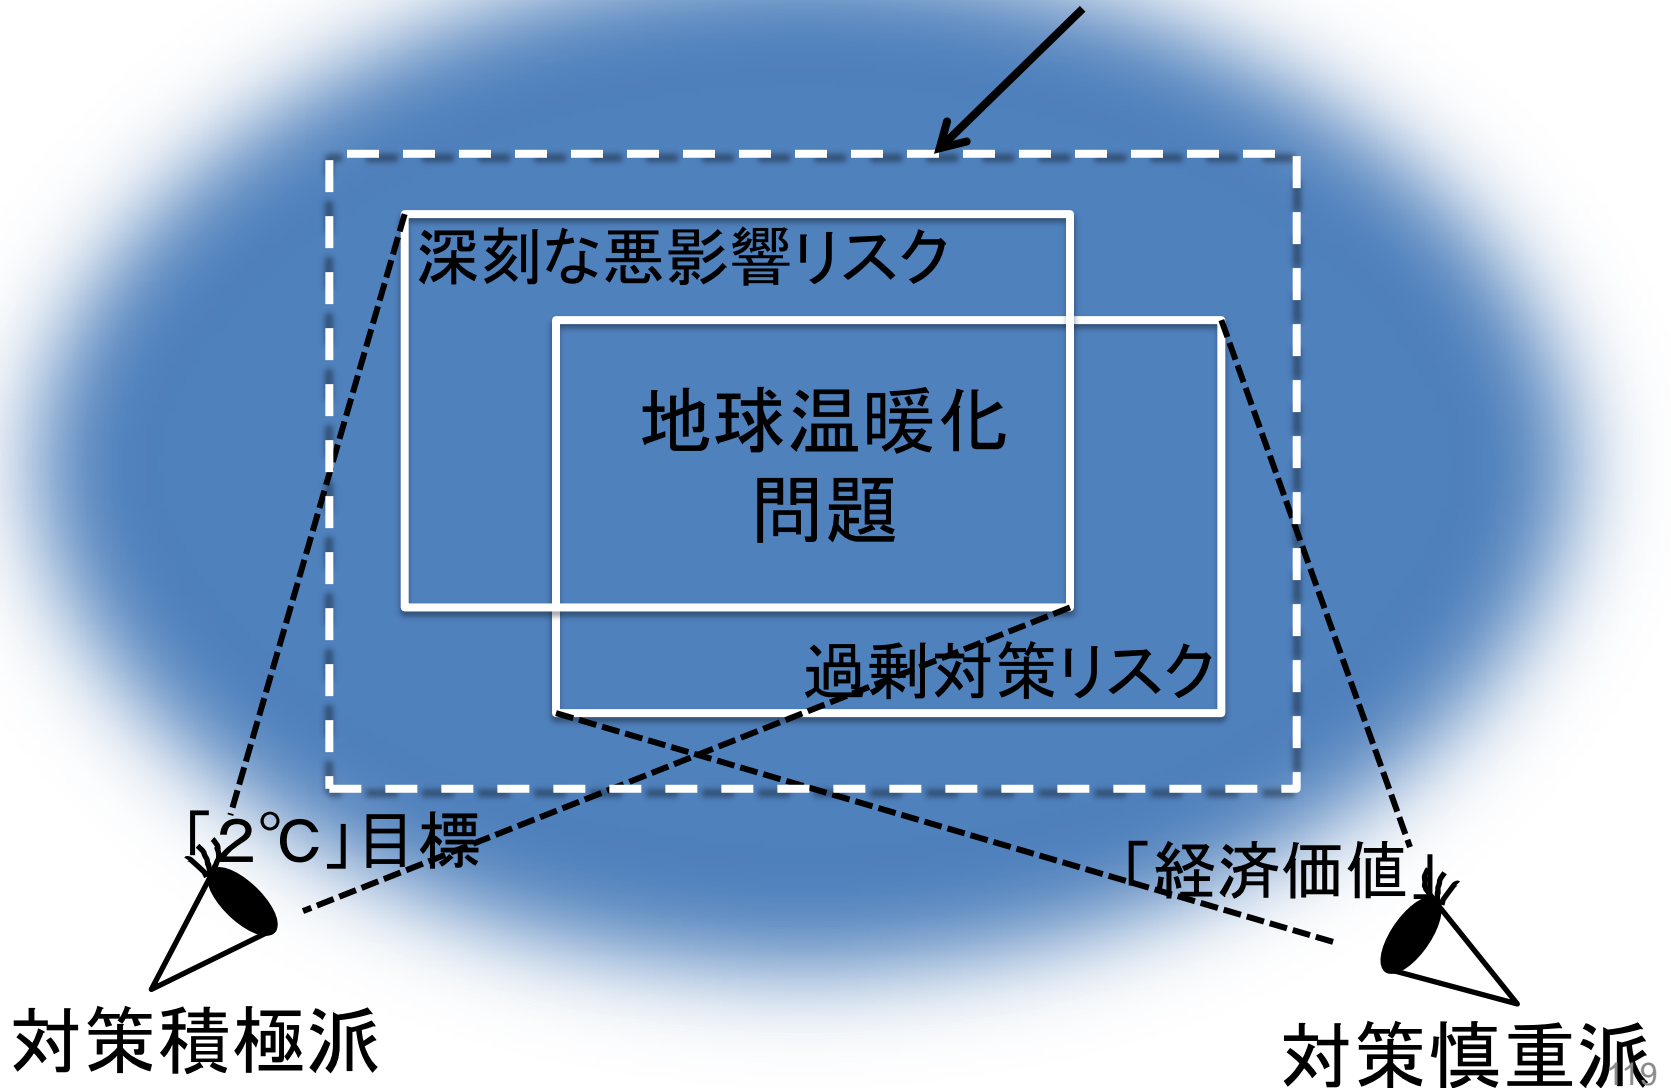 深刻な悪影響リスク
地球温暖化
問題
過剰対策リスク
「2℃」目標
「経済価値」
対策積極派
対策慎重派
119